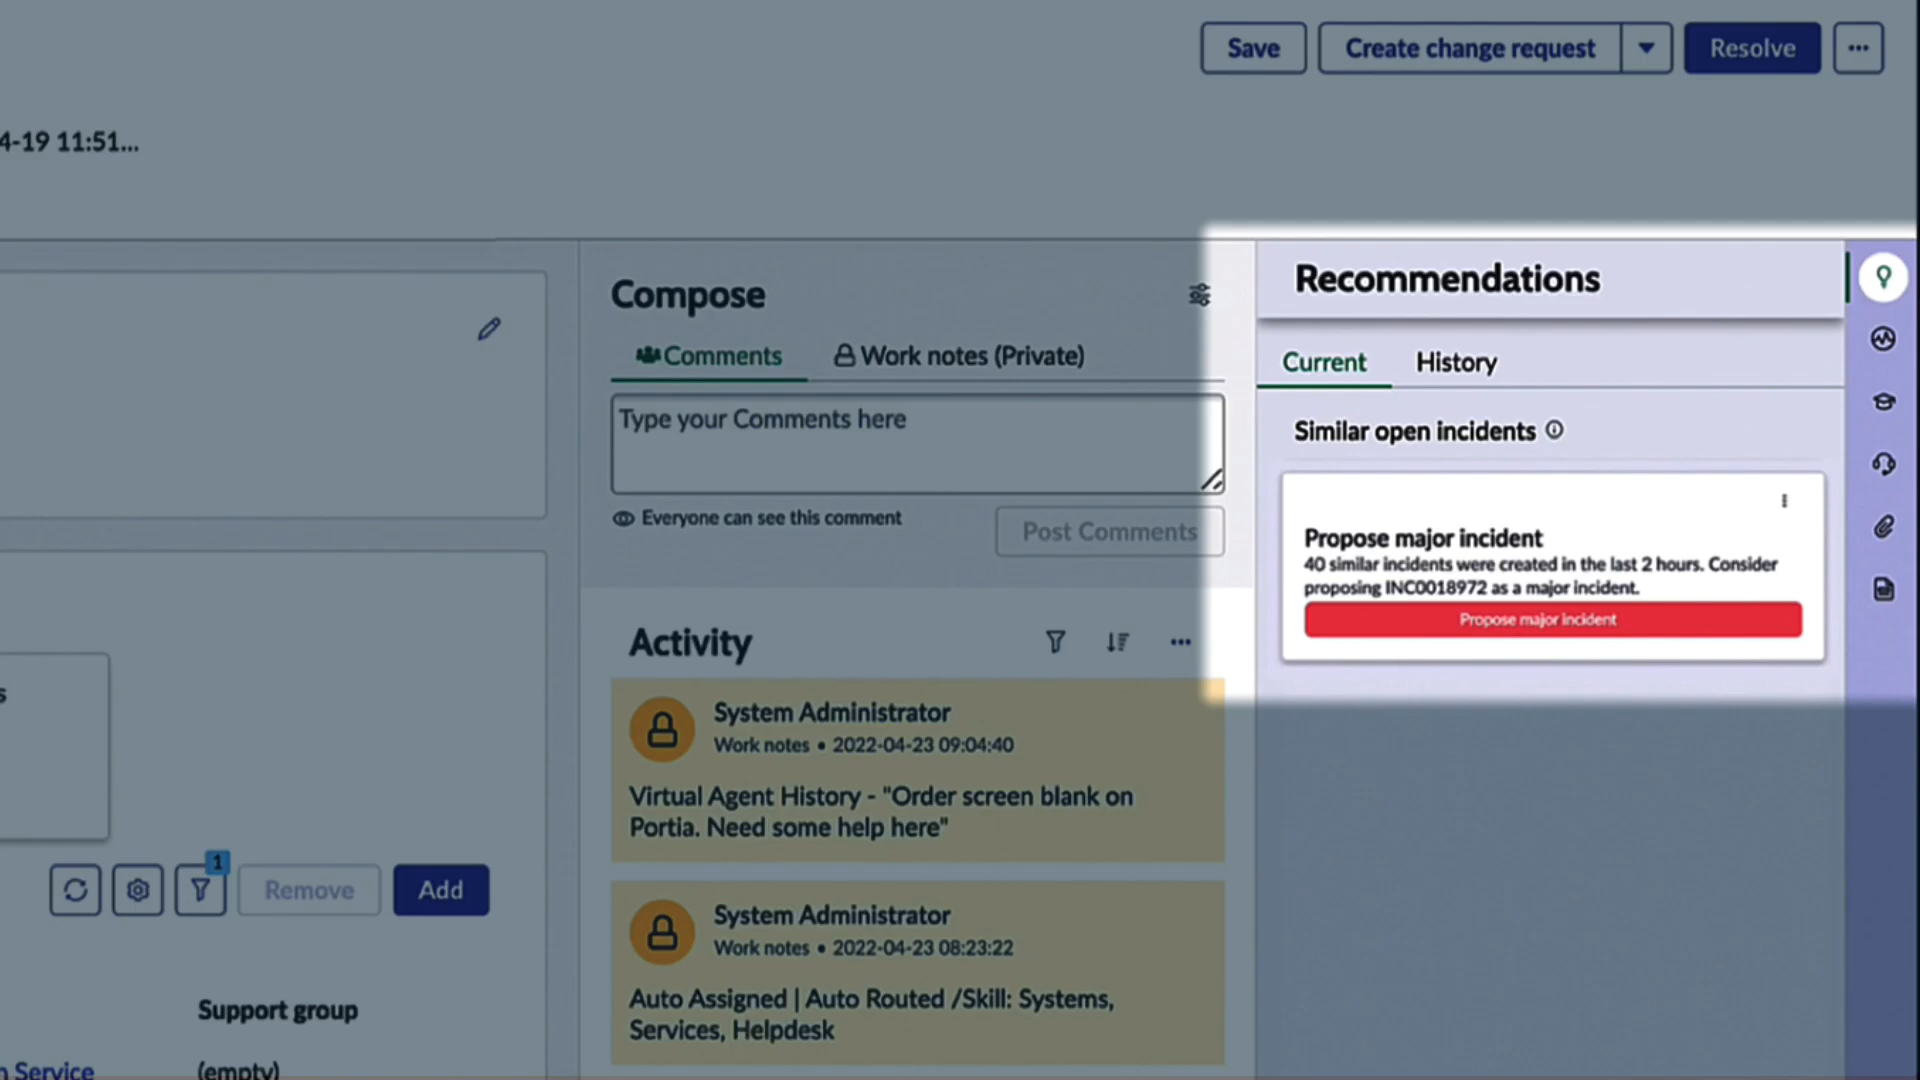 Save
Create change request
Resolve
4-19 11:51...
Compose
Comments
Work notes (Private)
Type your Comments here
Everyone can see this comment
Post Comments
Activity
System Administrator
Work notes • 2022-04-23 09:04:40
Virtual Agent History - "Order screen blank on
Portia. Need some help here"
System Administrator
Work notes • 2022-04-23 08:23:22
Auto Assigned | Auto Routed /Skill: Systems,
Services, Helpdesk
Recommendations
Current
History
Similar open incidents
Propose major incident
40 similar incidents were created in the last 2 hours. Consider
proposing INC0018972 as a major incident.
Propose major incident
s
1
Remove
Add
Support group
n Service
(empty)